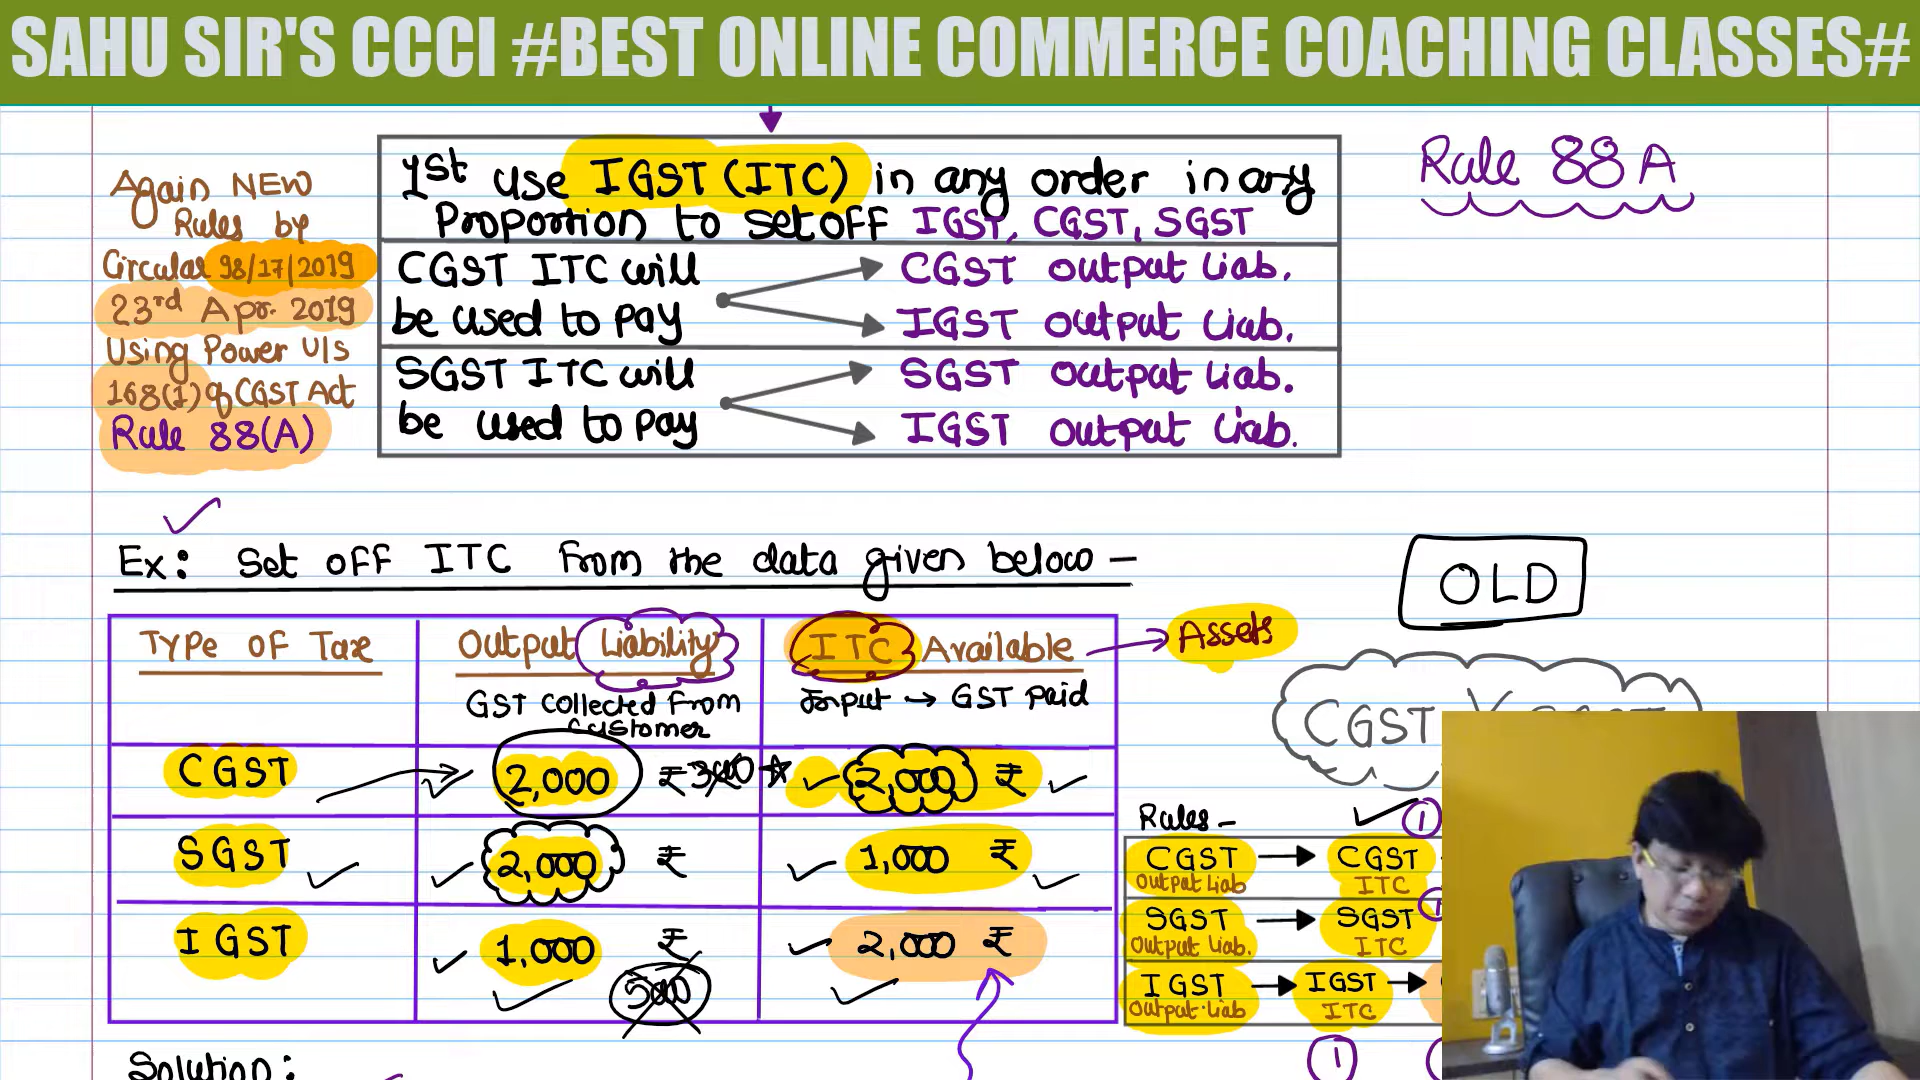 SAHU SIR'S CCCI #BEST ONLINE COMMERCE COACHING CLASSES#
Rule 88 A
Again NEW
Rules by
Circular 98/17/2019
23rd Apr. 2019
Using Power U/s
168(1) of CGST Act
Rule 88(A)
1st use IGST (ITC) in any order in any
Proportion to setoff IGST, CGST, SGST
CGST ITC will
be used to pay
CGST output Liab.
IGST output Liab.
SGST ITC will
be used to pay
SGST output Liab.
IGST output Liab.
Ex: Set off ITC from the data given below -
OLD
Type of Tax Output Liability ITC Available → Assets
GST Collected From
Customer
Input → GST paid
CGST 2,000 ₹ 2,000 ₹
SGST 2,000 ₹ 1,000 ₹
IGST 1,000 ₹ 2,000 ₹
500
CGST X
Rules - 1
CGST → CGST
Output Liab ITC
SGST → SGST
Output Liab. ITC
IGST → IGST →
Output Liab ITC
1
Solution: